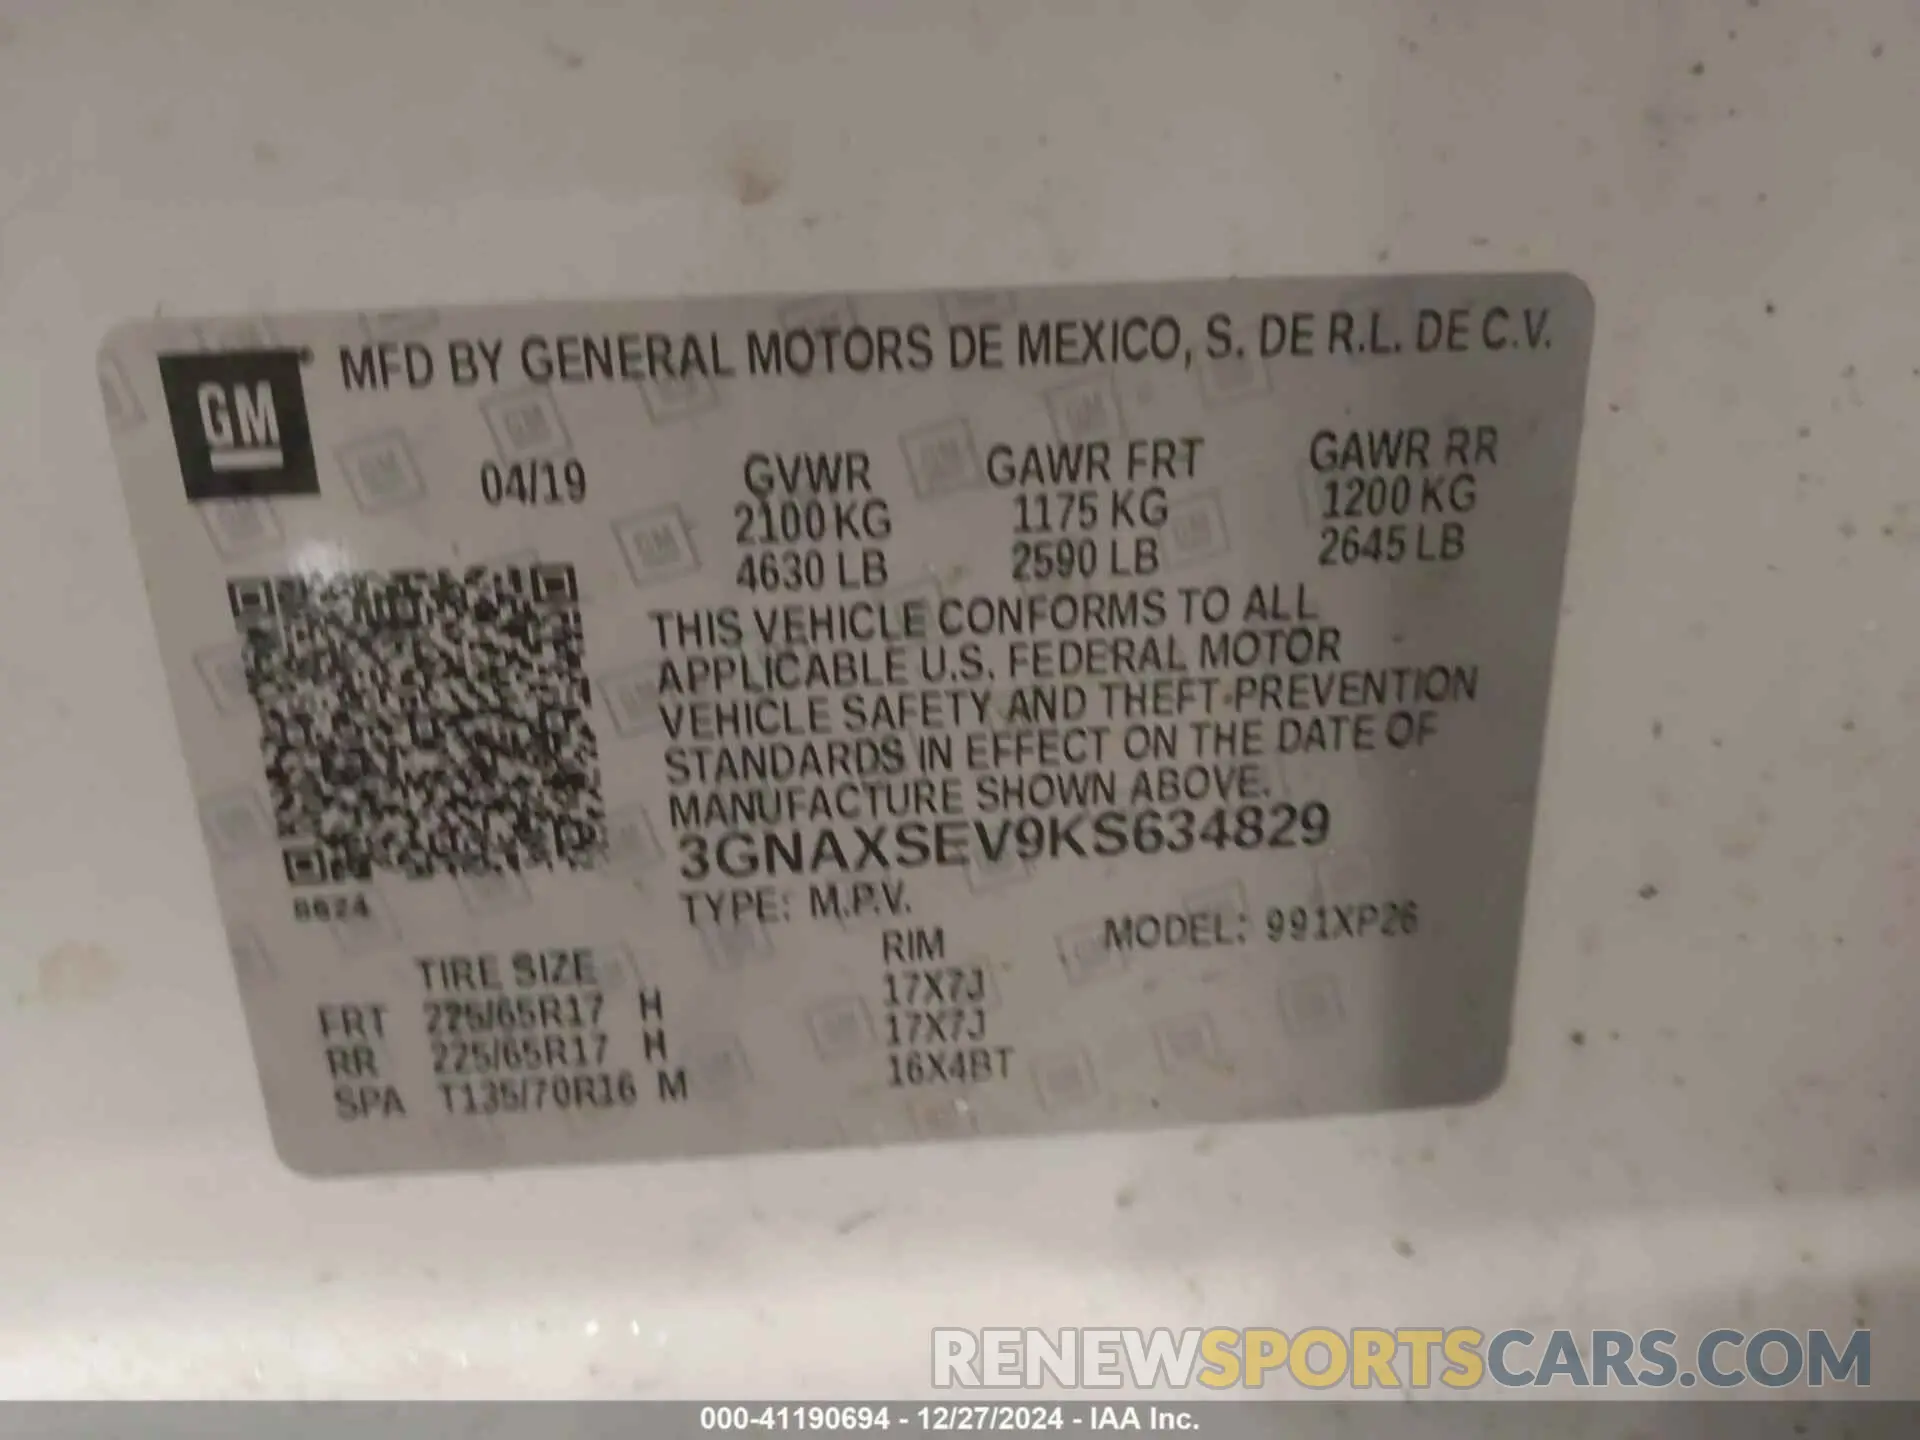 GM
MFD BY GENERAL MOTORS DE MEXICO, S. DE R.L. DE C.V.
04/19 GVWR GAWR FRT GAWR RR
2100 KG 1175 KG 1200 KG
4630 LB 2590 LB 2645 LB
THIS VEHICLE CONFORMS TO ALL
APPLICABLE U.S. FEDERAL MOTOR
VEHICLE SAFETY AND THEFT-PREVENTION
STANDARDS IN EFFECT ON THE DATE OF
MANUFACTURE SHOWN ABOVE.
3GNAXSEV9KS634829
TYPE: M.P.V. MODEL: 991XP26
TIRE SIZE RIM
FRT 225/65R17 H 17X7J
RR 225/65R17 H 17X7J
SPA T135/70R16 M 16X4BT
RENEWSPORTSCARS.COM
000-41190694 - 12/27/2024 - IAA Inc.